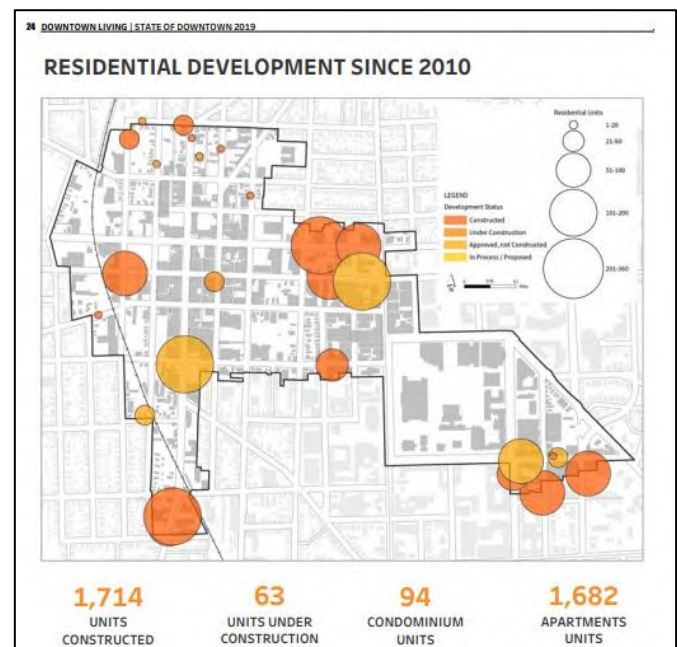 24 DOWNTOWN LIVING | STATE OF DOWNTOWN 2019
RESIDENTIAL DEVELOPMENT SINCE 2010
Residential Units
1-20
21-50
51-100
101-200
201-360
LEGEND
Development Status
Constructed
Under Construction
Approved, not Constructed
In Process / Proposed
N
0
Miles
1,714
UNITS
CONSTRUCTED
63
UNITS UNDER
CONSTRUCTION
94
CONDOMINIUM
UNITS
1,682
APARTMENTS
UNITS